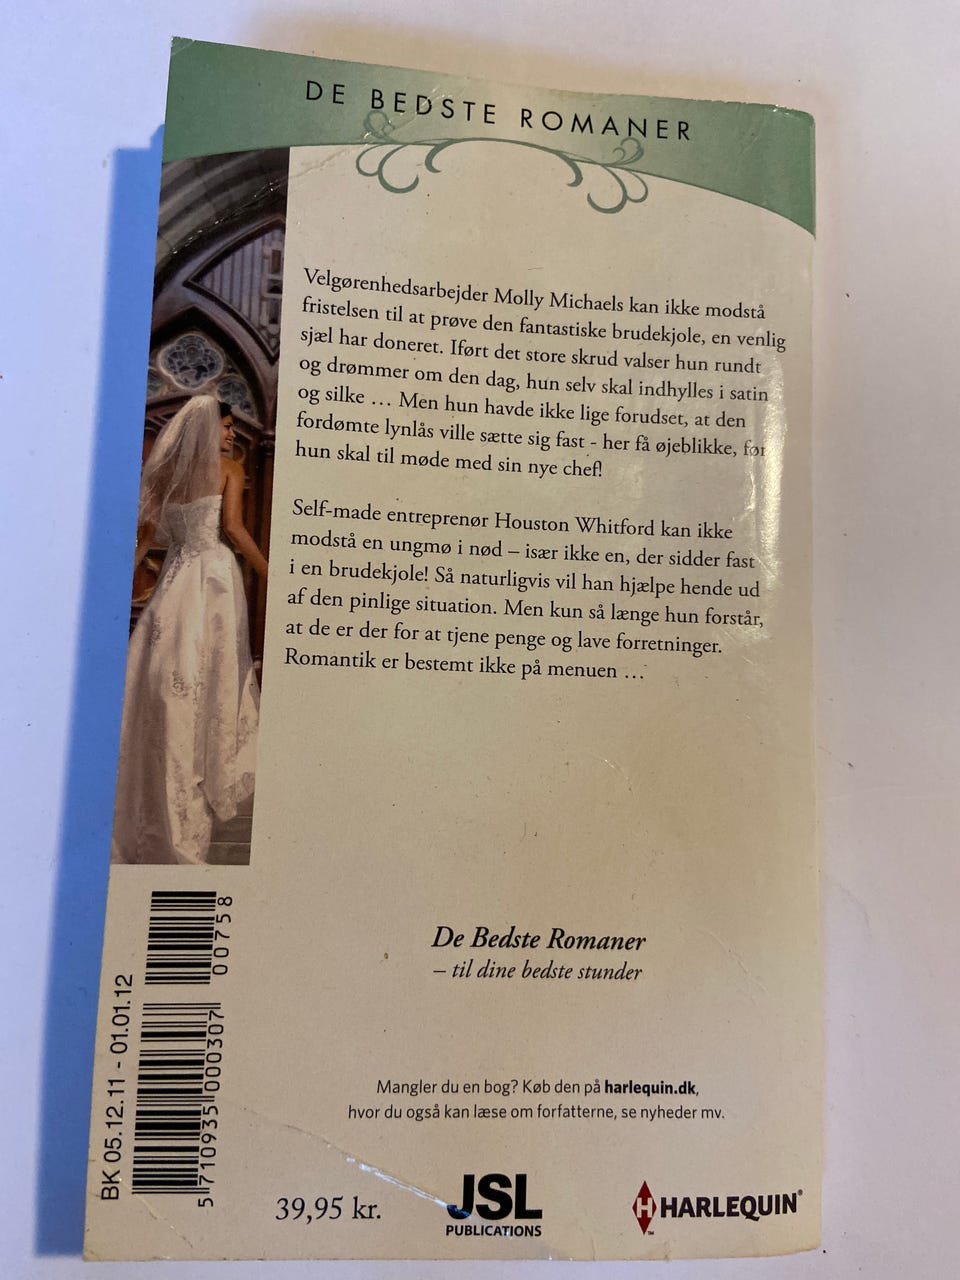 DE BEDSTE ROMANER
Velgørenhedsarbejder Molly Michaels kan ikke modstå
fristelsen til at prøve den fantastiske brudekjole, en venlig
sjæl har doneret. Iført det store skrud valser hun rundt
og drømmer om den dag, hun selv skal indhylles i satin
og silke … Men hun havde ikke lige forudset, at den
fordømte lynlås ville sætte sig fast - her få øjeblikke, før
hun skal til møde med sin nye chef!
Self-made entreprenør Houston Whitford kan ikke
modstå en ungmø i nød – især ikke en, der sidder fast
i en brudekjole! Så naturligvis vil han hjælpe hende ud
af den pinlige situation. Men kun så længe hun forstår,
at de er der for at tjene penge og lave forretninger.
Romantik er bestemt ikke på menuen …
De Bedste Romaner
– til dine bedste stunder
Mangler du en bog? Køb den på harlequin.dk,
hvor du også kan læse om forfatterne, se nyheder mv.
BK 05.12.11 - 01.01.12
5 710935 000307
00758
39,95 kr.
JSL
PUBLICATIONS
H HARLEQUIN®
™